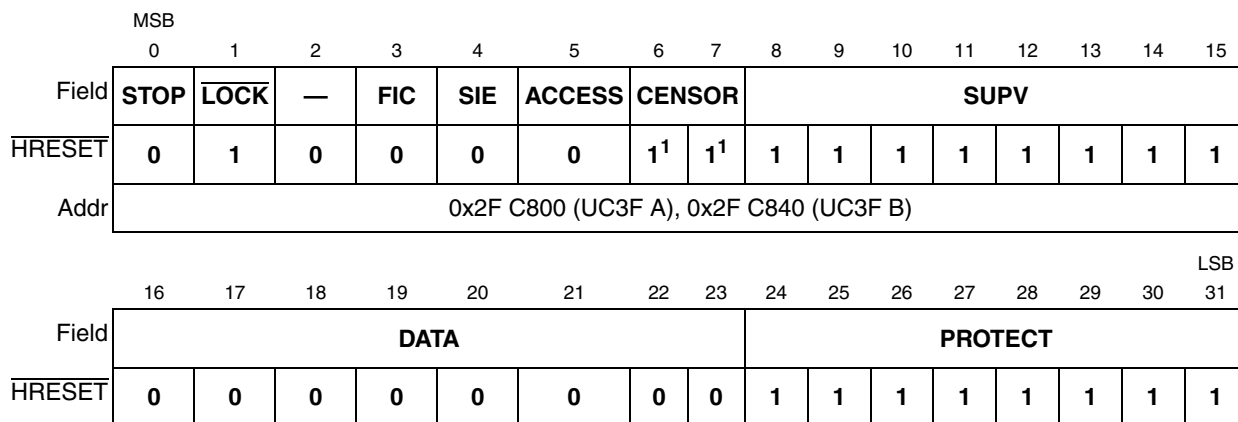 MSB
0 1 2 3 4 5 6 7 8 9 10 11 12 13 14 15
Field STOP LOCK — FIC SIE ACCESS CENSOR SUPV
HRESET 0 1 0 0 0 0 1¹ 1¹ 1 1 1 1 1 1 1 1
Addr 0x2F C800 (UC3F A), 0x2F C840 (UC3F B)
LSB
16 17 18 19 20 21 22 23 24 25 26 27 28 29 30 31
Field DATA PROTECT
HRESET 0 0 0 0 0 0 0 0 1 1 1 1 1 1 1 1